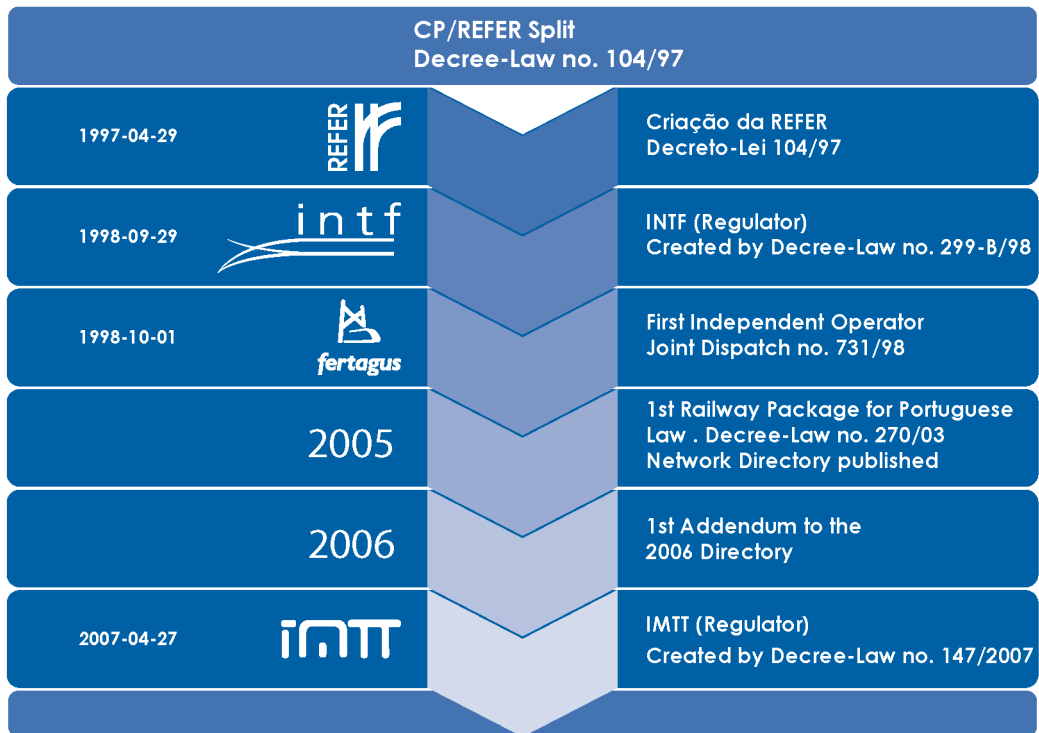 CP/REFER Split
Decree-Law no. 104/97
1997-04-29
REFER
Criação da REFER
Decreto-Lei 104/97
1998-09-29
intf
INTF (Regulator)
Created by Decree-Law no. 299-B/98
1998-10-01
fertagus
First Independent Operator
Joint Dispatch no. 731/98
2005
1st Railway Package for Portuguese
Law . Decree-Law no. 270/03
Network Directory published
2006
1st Addendum to the
2006 Directory
2007-04-27
imTT
IMTT (Regulator)
Created by Decree-Law no. 147/2007